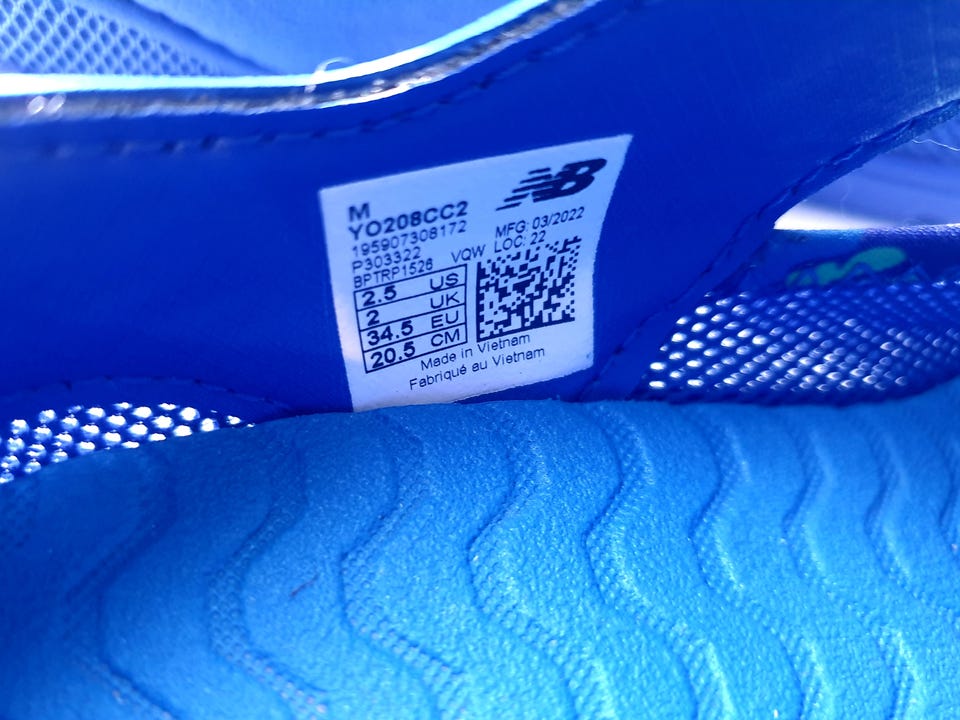 M
NB
YO208CC2
195907308172
MFG: 03/2022
P303322
LOC: 22
BPTRP1526
VQW
2.5 US
2 UK
34.5 EU
20.5 CM
Made in Vietnam
Fabriqué au Vietnam